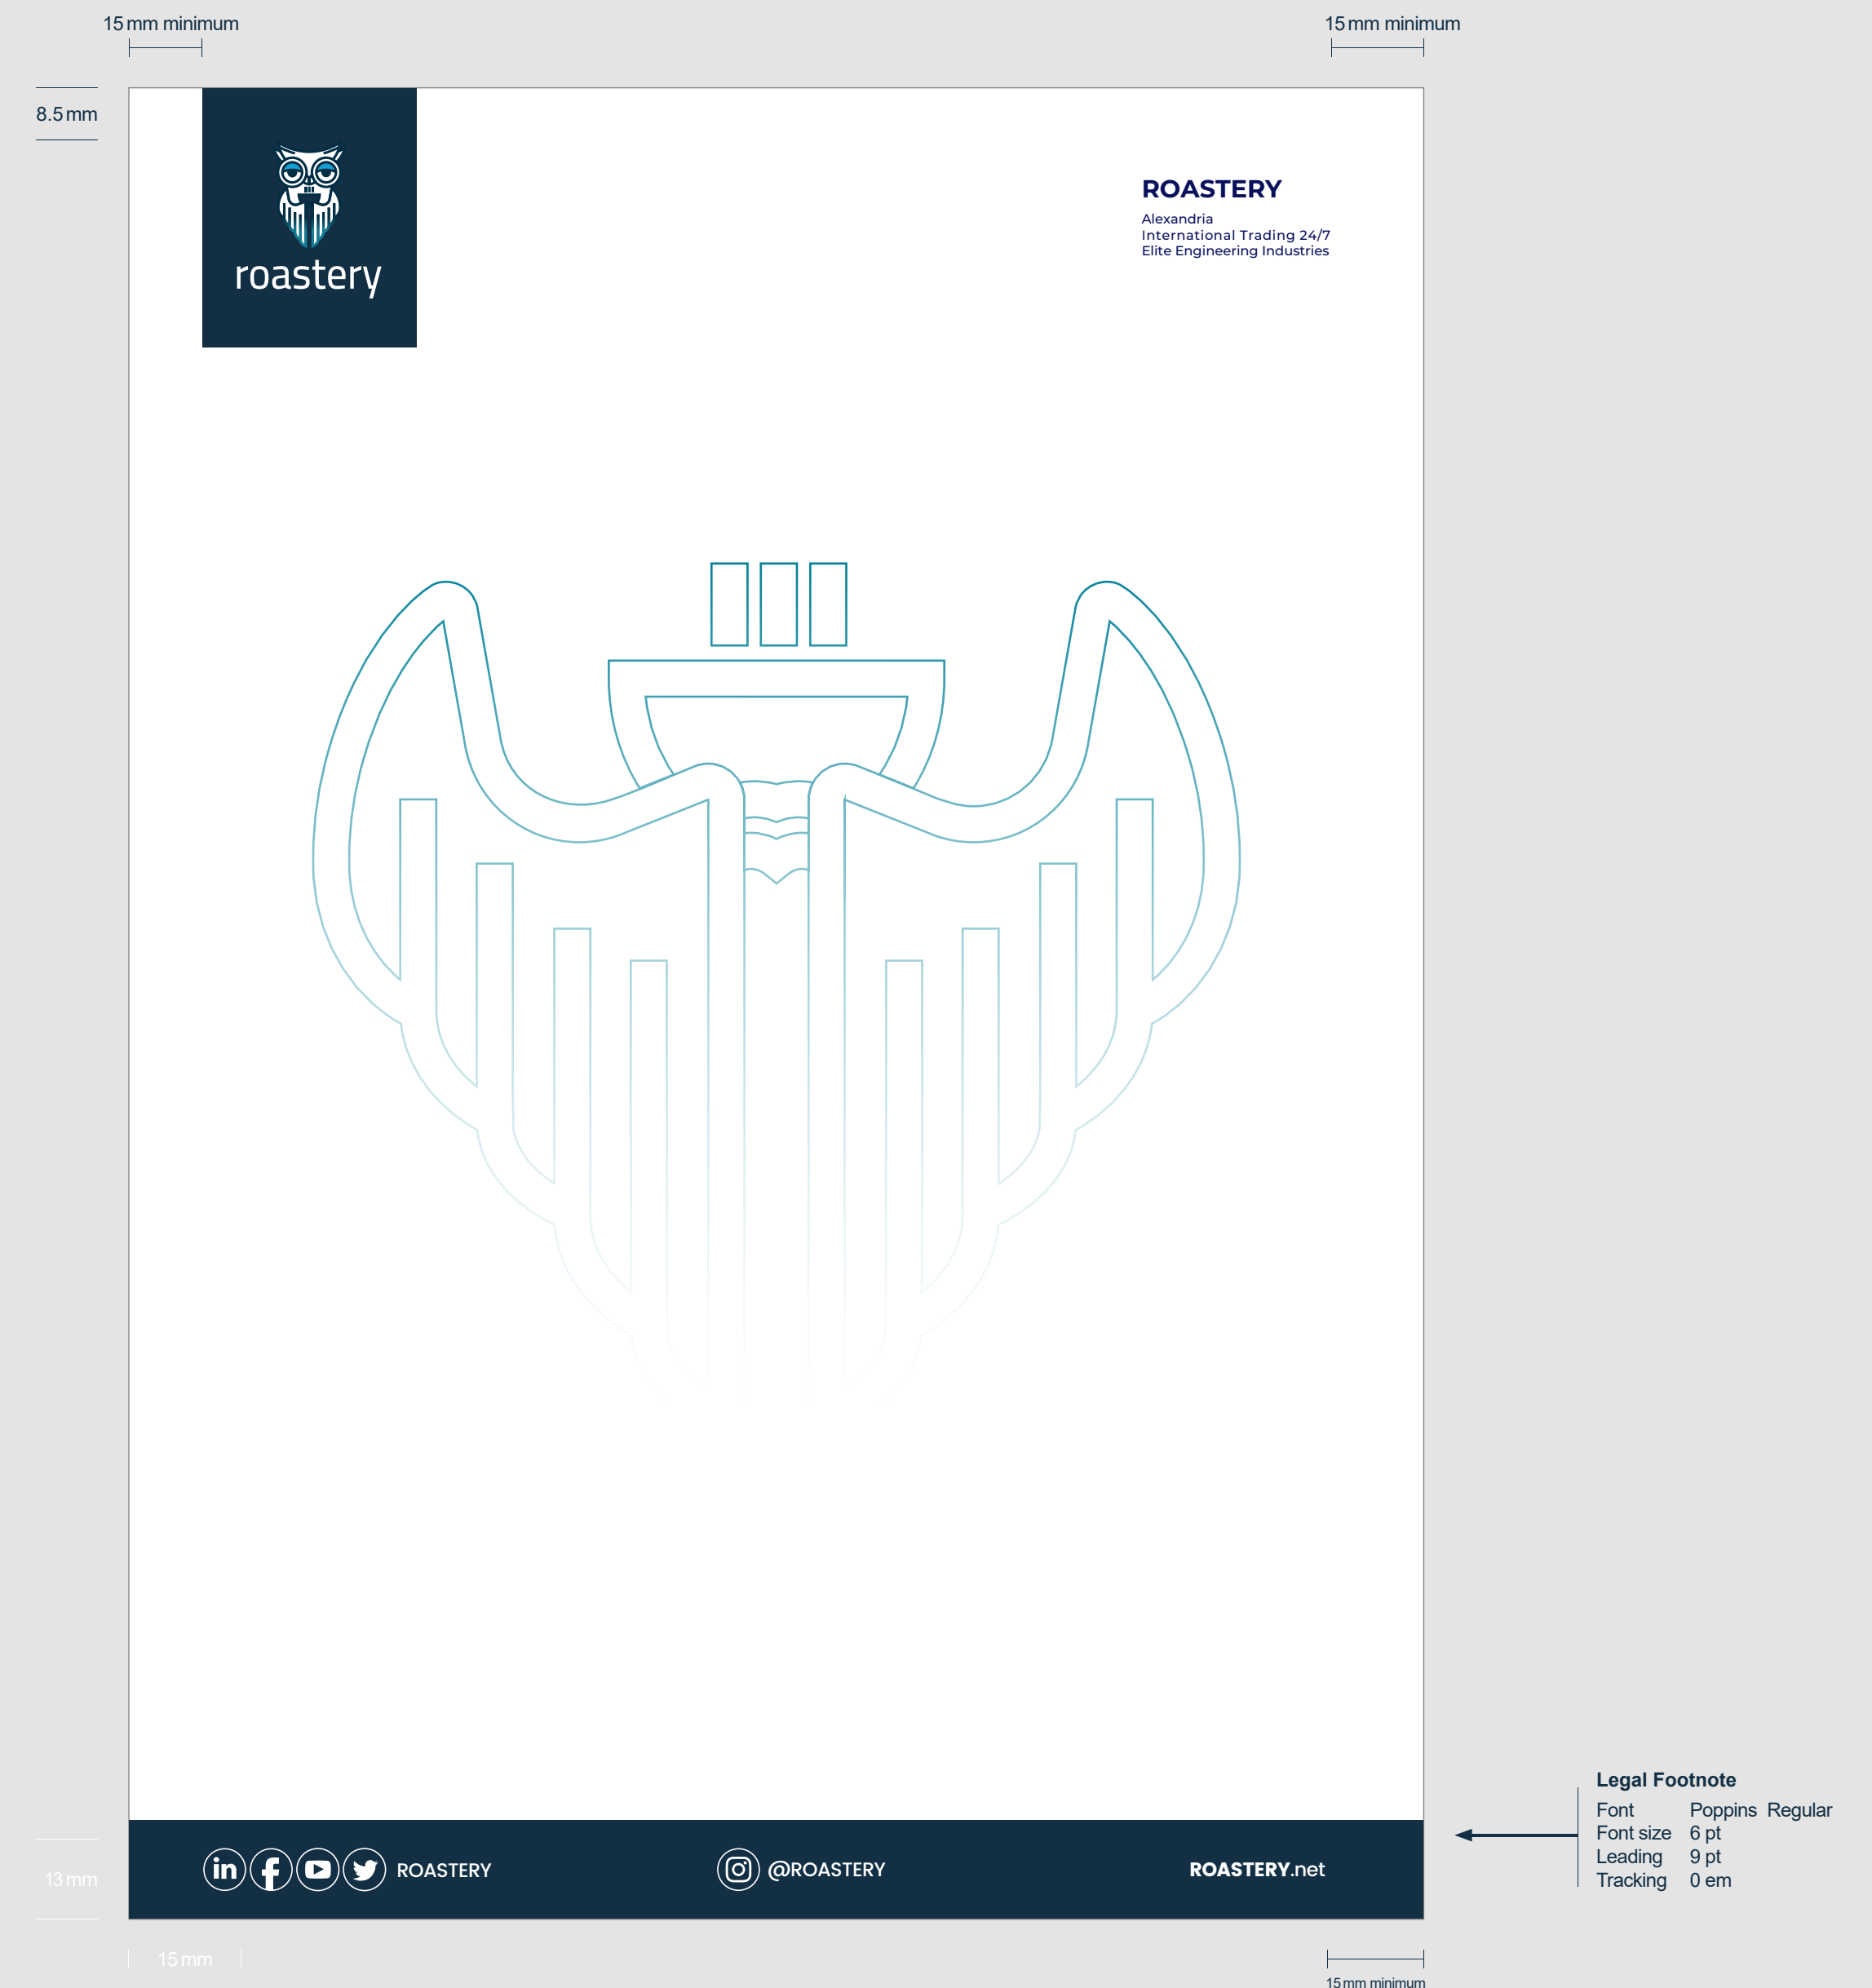 15 mm minimum
15 mm minimum
8.5 mm
roastery
ROASTERY
Alexandria
International Trading 24/7
Elite Engineering Industries
Legal Footnote
Font Poppins Regular
Font size 6 pt
Leading 9 pt
Tracking 0 em
13 mm
in f ROASTERY
@ROASTERY
ROASTERY.net
15 mm
15 mm minimum